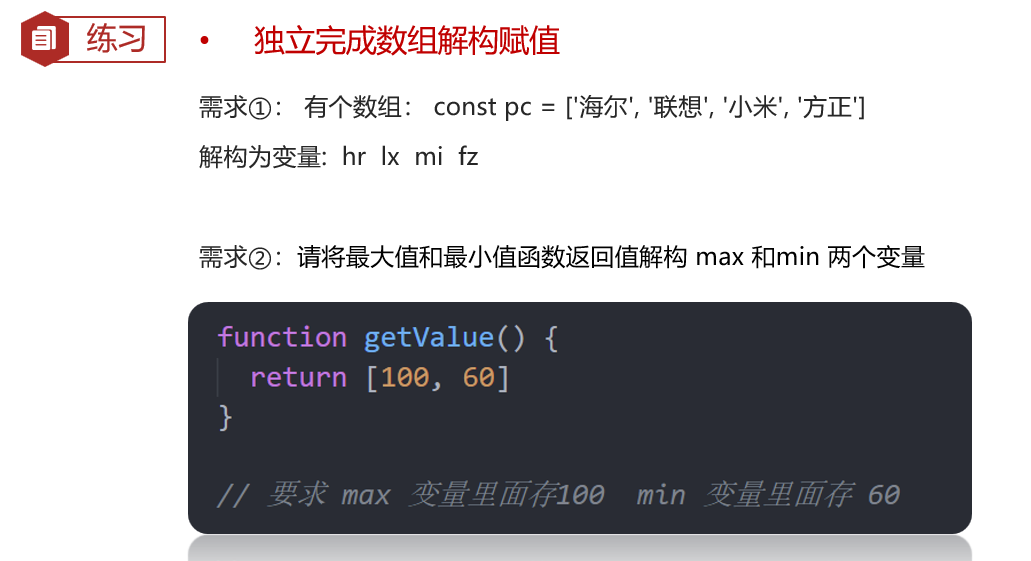 练习
• 独立完成数组解构赋值
需求①： 有个数组： const pc = ['海尔', '联想', '小米', '方正']
解构为变量: hr lx mi fz
需求②：请将最大值和最小值函数返回值解构 max 和min 两个变量
function getValue() {
  return [100, 60]
}
// 要求 max 变量里面存100  min 变量里面存 60